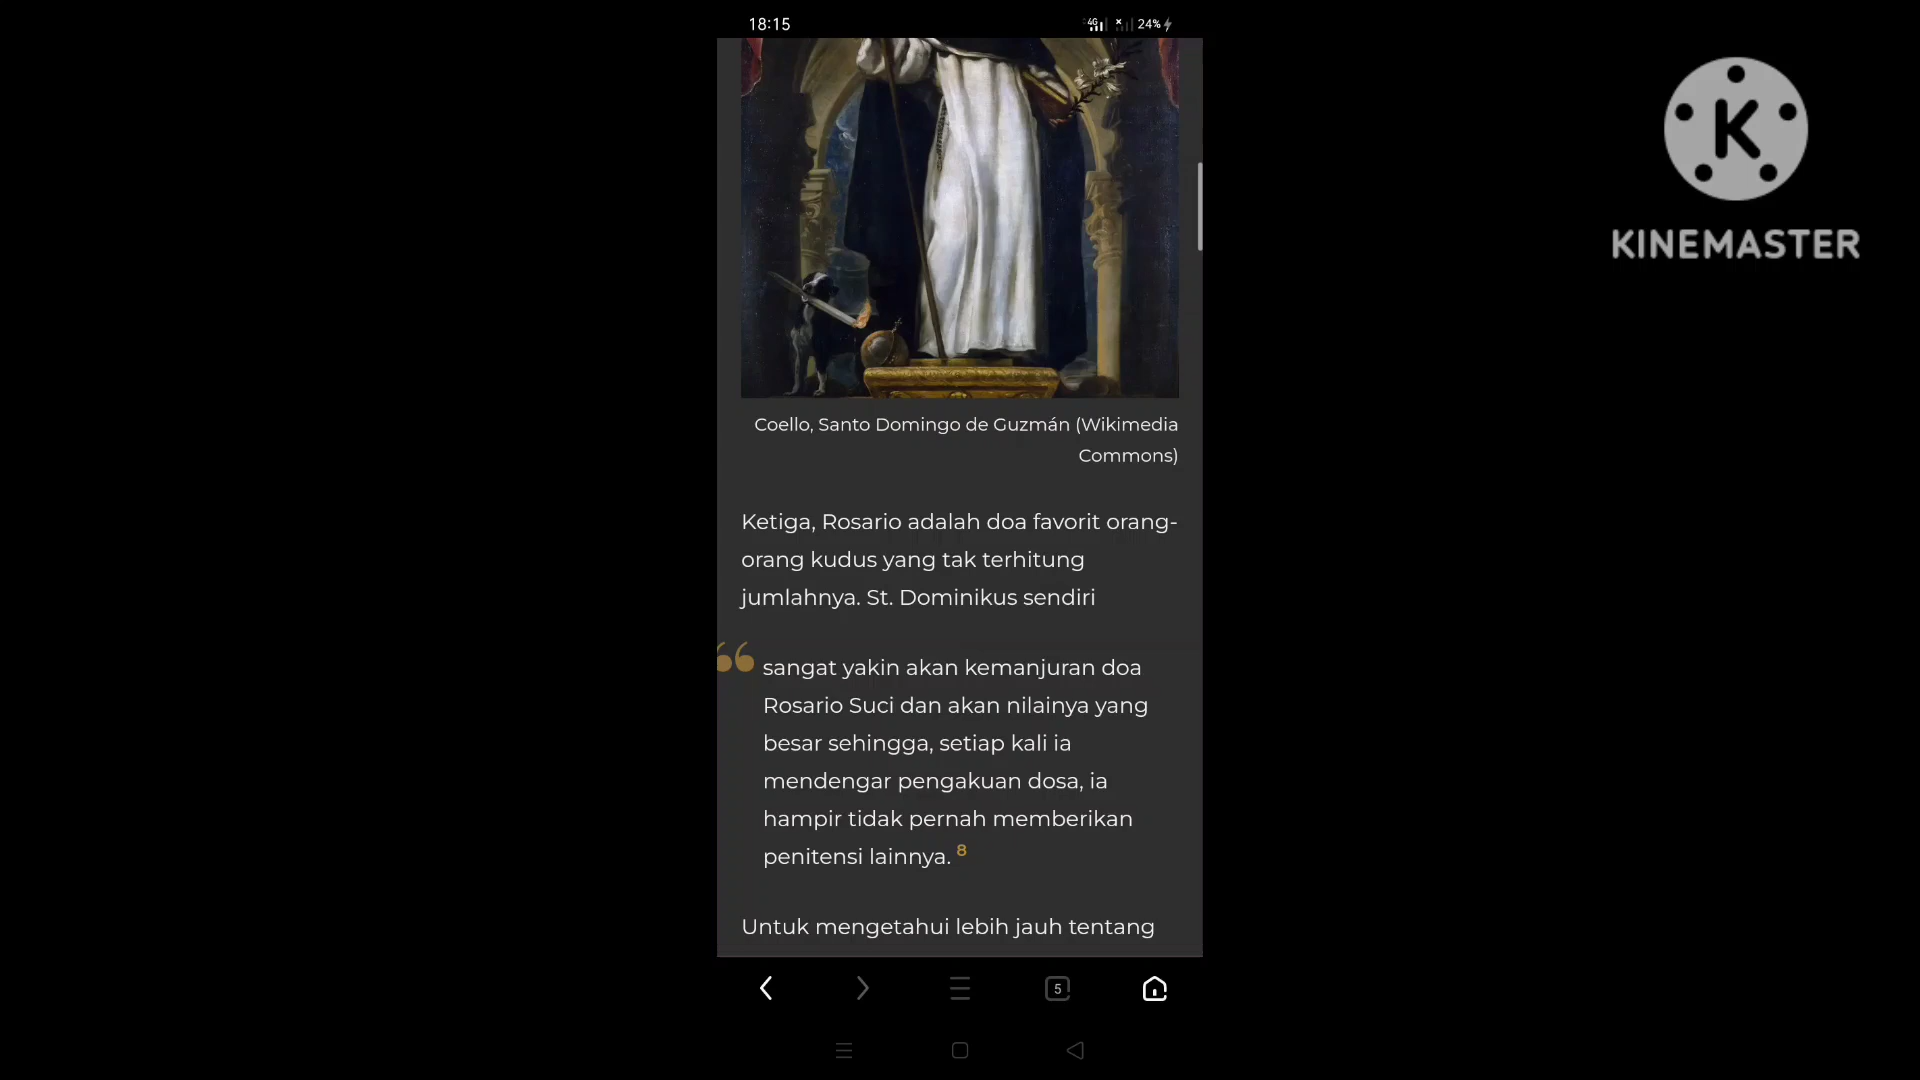 18:15
4G
24%
K
KINEMASTER
Coello, Santo Domingo de Guzmán (Wikimedia
Commons)
Ketiga, Rosario adalah doa favorit orang-
orang kudus yang tak terhitung
jumlahnya. St. Dominikus sendiri
“ sangat yakin akan kemanjuran doa
Rosario Suci dan akan nilainya yang
besar sehingga, setiap kali ia
mendengar pengakuan dosa, ia
hampir tidak pernah memberikan
penitensi lainnya. 8
Untuk mengetahui lebih jauh tentang
5